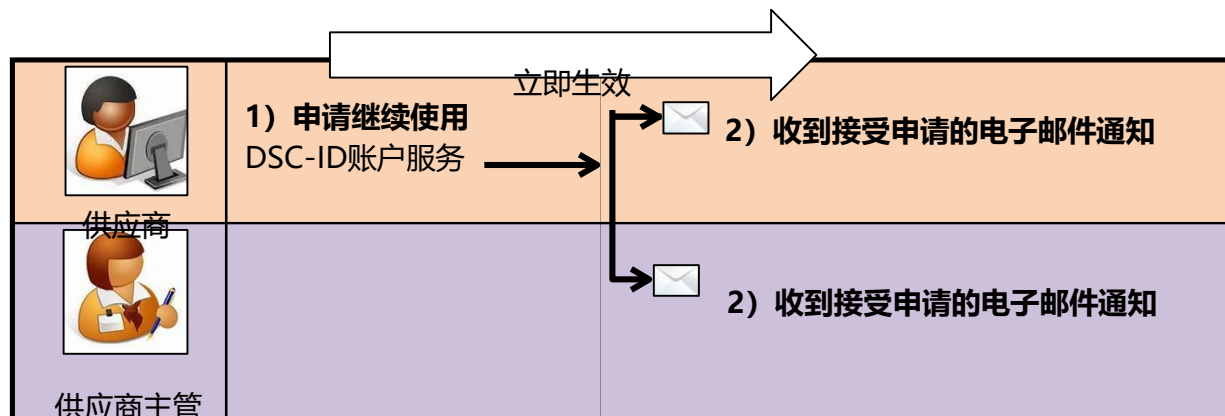 立即生效
1）申请继续使用
DSC-ID账户服务
2）收到接受申请的电子邮件通知
供应商
2）收到接受申请的电子邮件通知
供应商主管